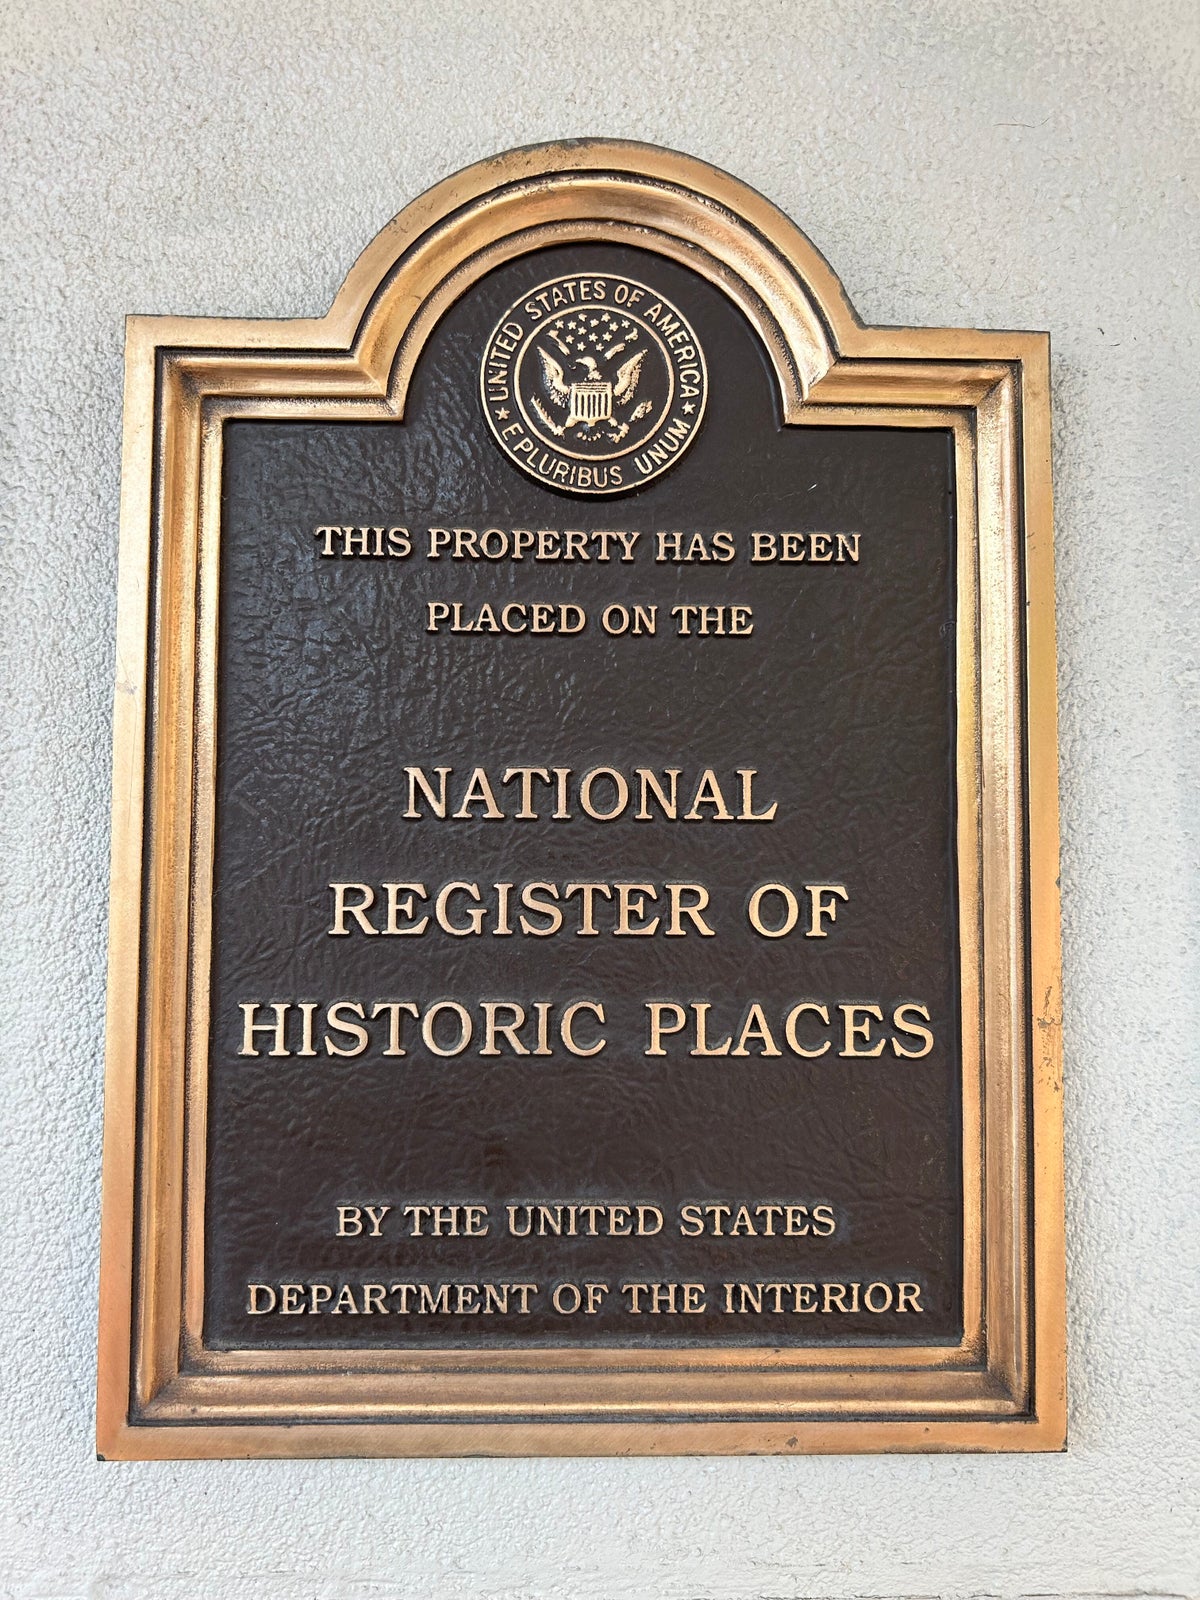 UNITED STATES OF AMERICA
★ E PLURIBUS UNUM ★
THIS PROPERTY HAS BEEN
PLACED ON THE
NATIONAL
REGISTER OF
HISTORIC PLACES
BY THE UNITED STATES
DEPARTMENT OF THE INTERIOR